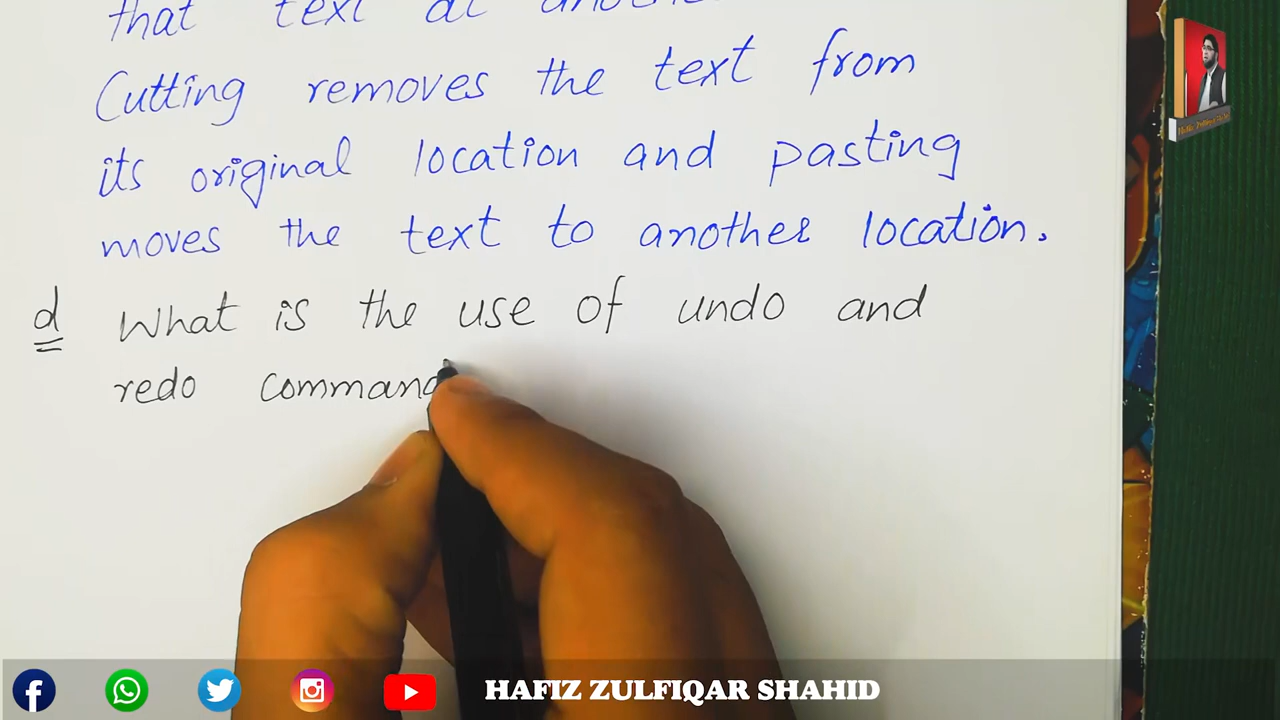 that text at
Cutting removes the text from
its original location and pasting
moves the text to another location.
d What is the use of undo and
redo command
HAFIZ ZULFIQAR SHAHID